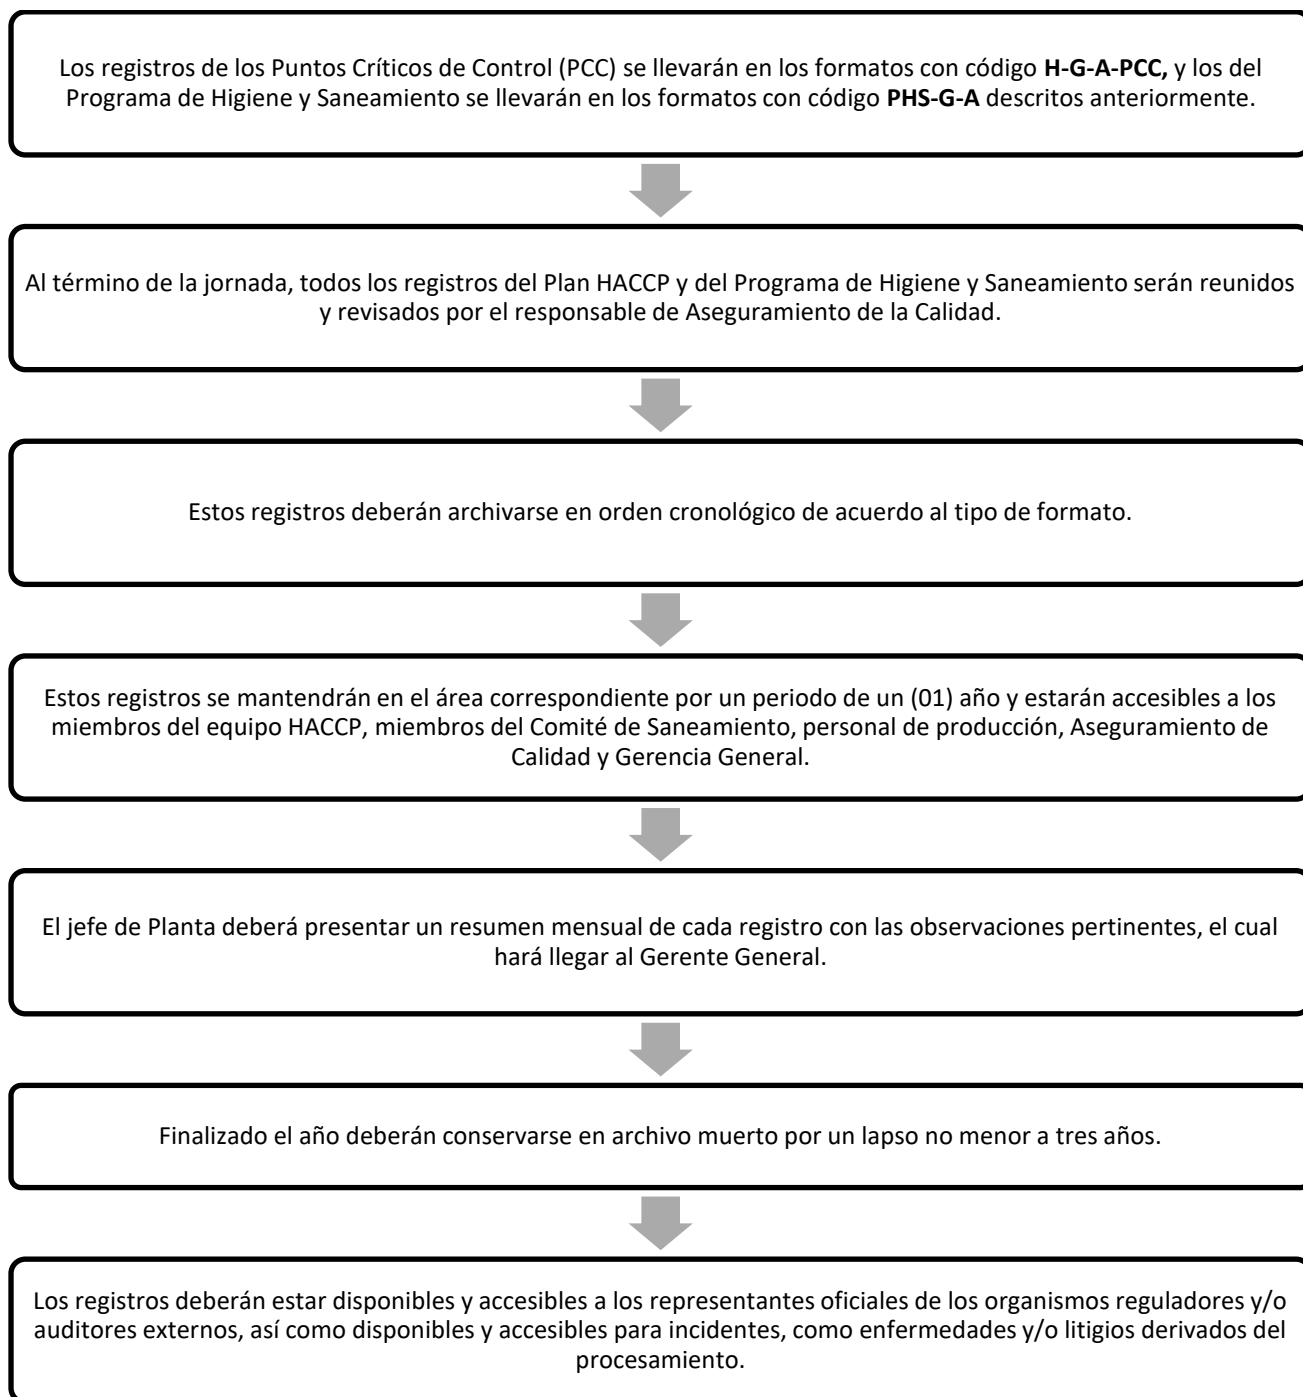 Los registros de los Puntos Críticos de Control (PCC) se llevarán en los formatos con código H-G-A-PCC, y los del
Programa de Higiene y Saneamiento se llevarán en los formatos con código PHS-G-A descritos anteriormente.
Al término de la jornada, todos los registros del Plan HACCP y del Programa de Higiene y Saneamiento serán reunidos
y revisados por el responsable de Aseguramiento de la Calidad.
Estos registros deberán archivarse en orden cronológico de acuerdo al tipo de formato.
Estos registros se mantendrán en el área correspondiente por un periodo de un (01) año y estarán accesibles a los
miembros del equipo HACCP, miembros del Comité de Saneamiento, personal de producción, Aseguramiento de
Calidad y Gerencia General.
El jefe de Planta deberá presentar un resumen mensual de cada registro con las observaciones pertinentes, el cual
hará llegar al Gerente General.
Finalizado el año deberán conservarse en archivo muerto por un lapso no menor a tres años.
Los registros deberán estar disponibles y accesibles a los representantes oficiales de los organismos reguladores y/o
auditores externos, así como disponibles y accesibles para incidentes, como enfermedades y/o litigios derivados del
procesamiento.